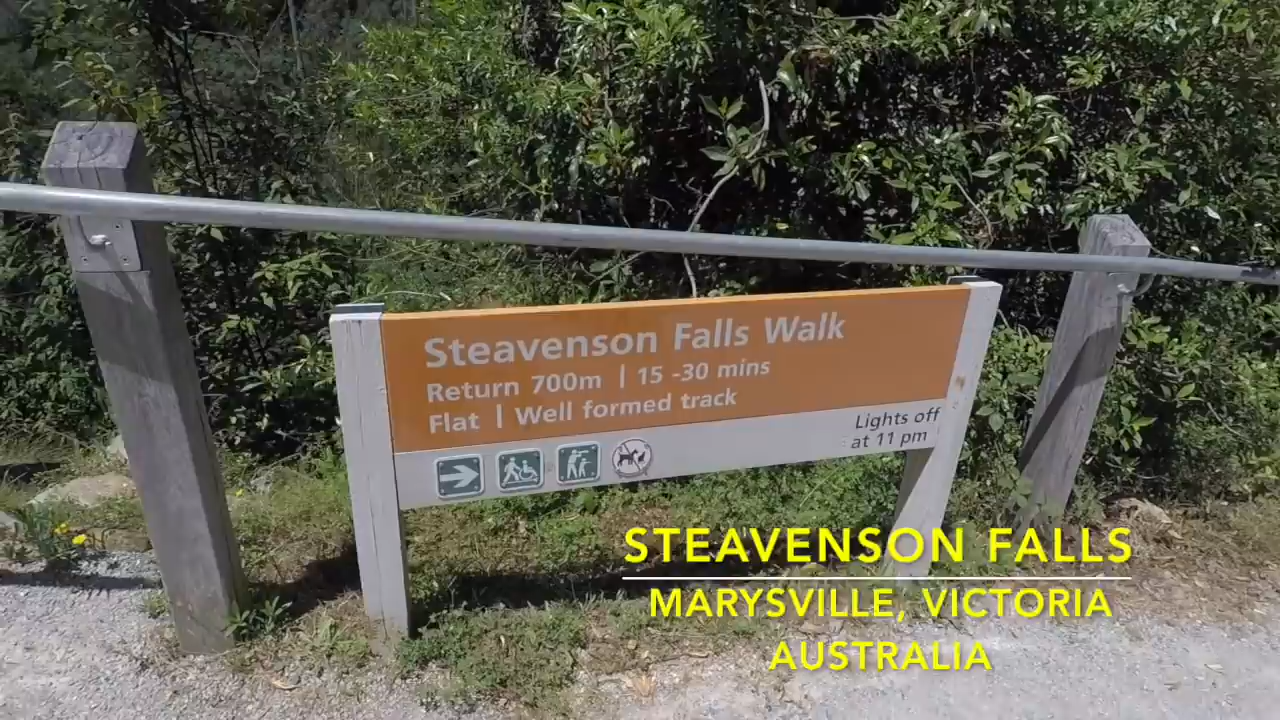 Steavenson Falls Walk
Return 700m | 15 -30 mins
Flat | Well formed track
Lights off
at 11 pm
STEAVENSON FALLS
MARYSVILLE, VICTORIA
AUSTRALIA